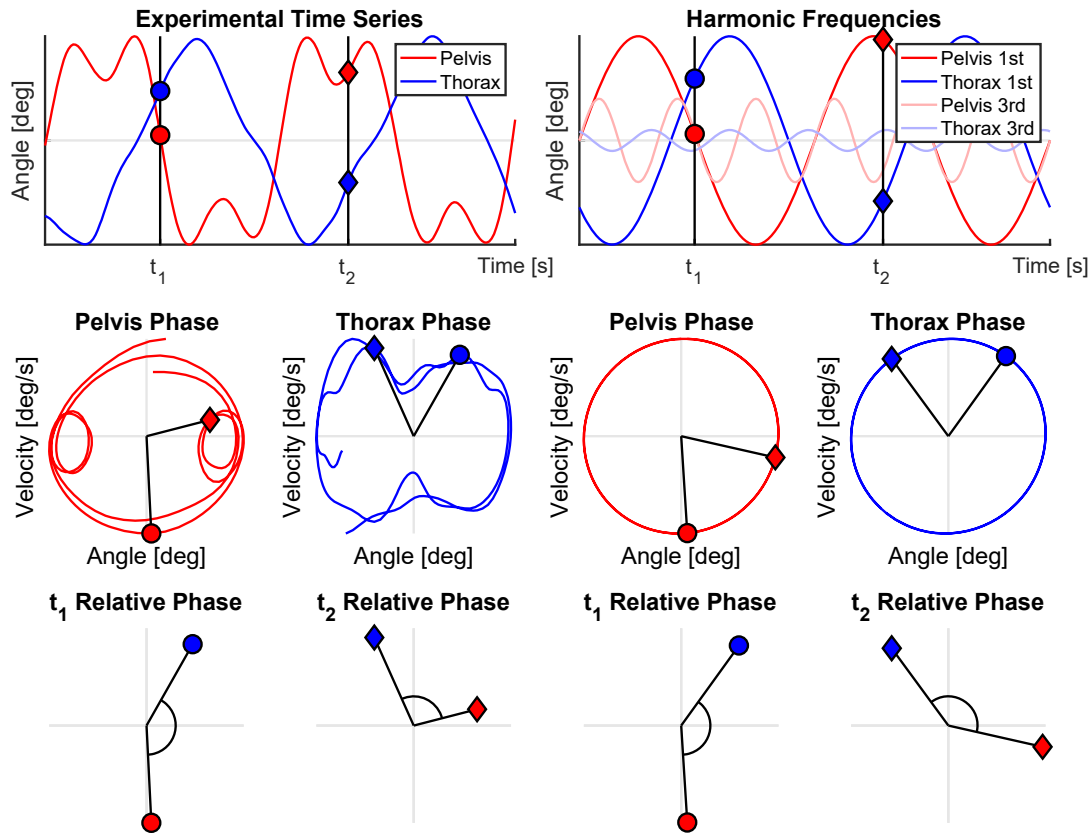 Experimental Time Series
Angle [deg]
Pelvis
Thorax
t1
t2
Time [s]
Harmonic Frequencies
Angle [deg]
Pelvis 1st
Thorax 1st
Pelvis 3rd
Thorax 3rd
t1
t2
Time [s]
Pelvis Phase
Velocity [deg/s]
Angle [deg]
Thorax Phase
Velocity [deg/s]
Angle [deg]
Pelvis Phase
Velocity [deg/s]
Angle [deg]
Thorax Phase
Velocity [deg/s]
Angle [deg]
t1 Relative Phase
t2 Relative Phase
t1 Relative Phase
t2 Relative Phase